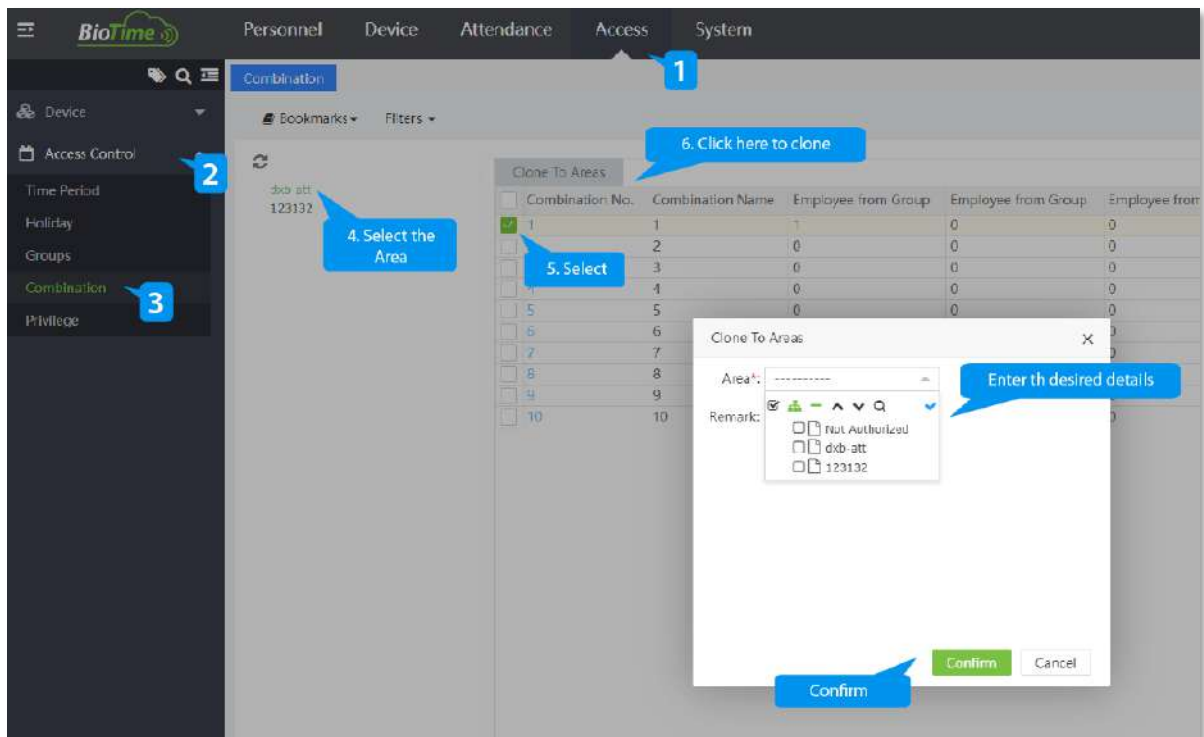 BioTime
Personnel Device Attendance Access System
1
Combination
Device
Bookmarks Filters
Access Control
2
6. Click here to clone
Clone To Areas
Time Period
dxb-att
Combination No. Combination Name Employee from Group Employee from Group Employee from
123132
Holiday
1 1 1 0 0
4. Select the
Area
2 0 0 0
Groups
5. Select
3 0 0 0
Combination
4 0 0 0
3
5 5 0 0 0
Privilege
6 6
Clone To Areas
7 7
8 8
Area*: ----------
Enter th desired details
9 9
Remark:
10 10
Not Authorized
dxb-att
123132
Confirm Cancel
Confirm